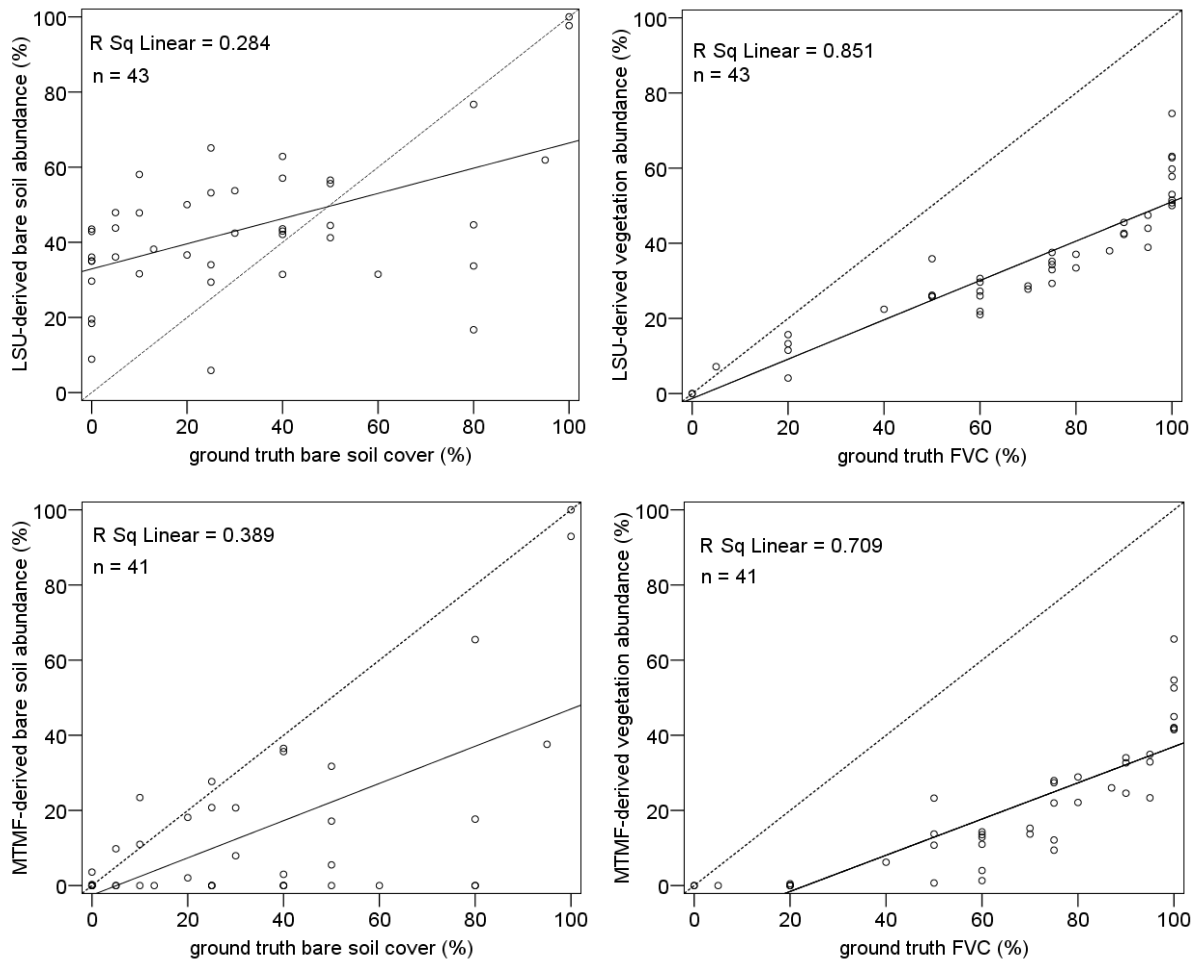 LSU-derived bare soil abundance (%)
100
80
60
40
20
0
R Sq Linear = 0.284
n = 43
0 20 40 60 80 100
ground truth bare soil cover (%)
LSU-derived vegetation abundance (%)
100
80
60
40
20
0
R Sq Linear = 0.851
n = 43
0 20 40 60 80 100
ground truth FVC (%)
MTMF-derived bare soil abundance (%)
100
80
60
40
20
0
R Sq Linear = 0.389
n = 41
0 20 40 60 80 100
ground truth bare soil cover (%)
MTMF-derived vegetation abundance (%)
100
80
60
40
20
0
R Sq Linear = 0.709
n = 41
0 20 40 60 80 100
ground truth FVC (%)